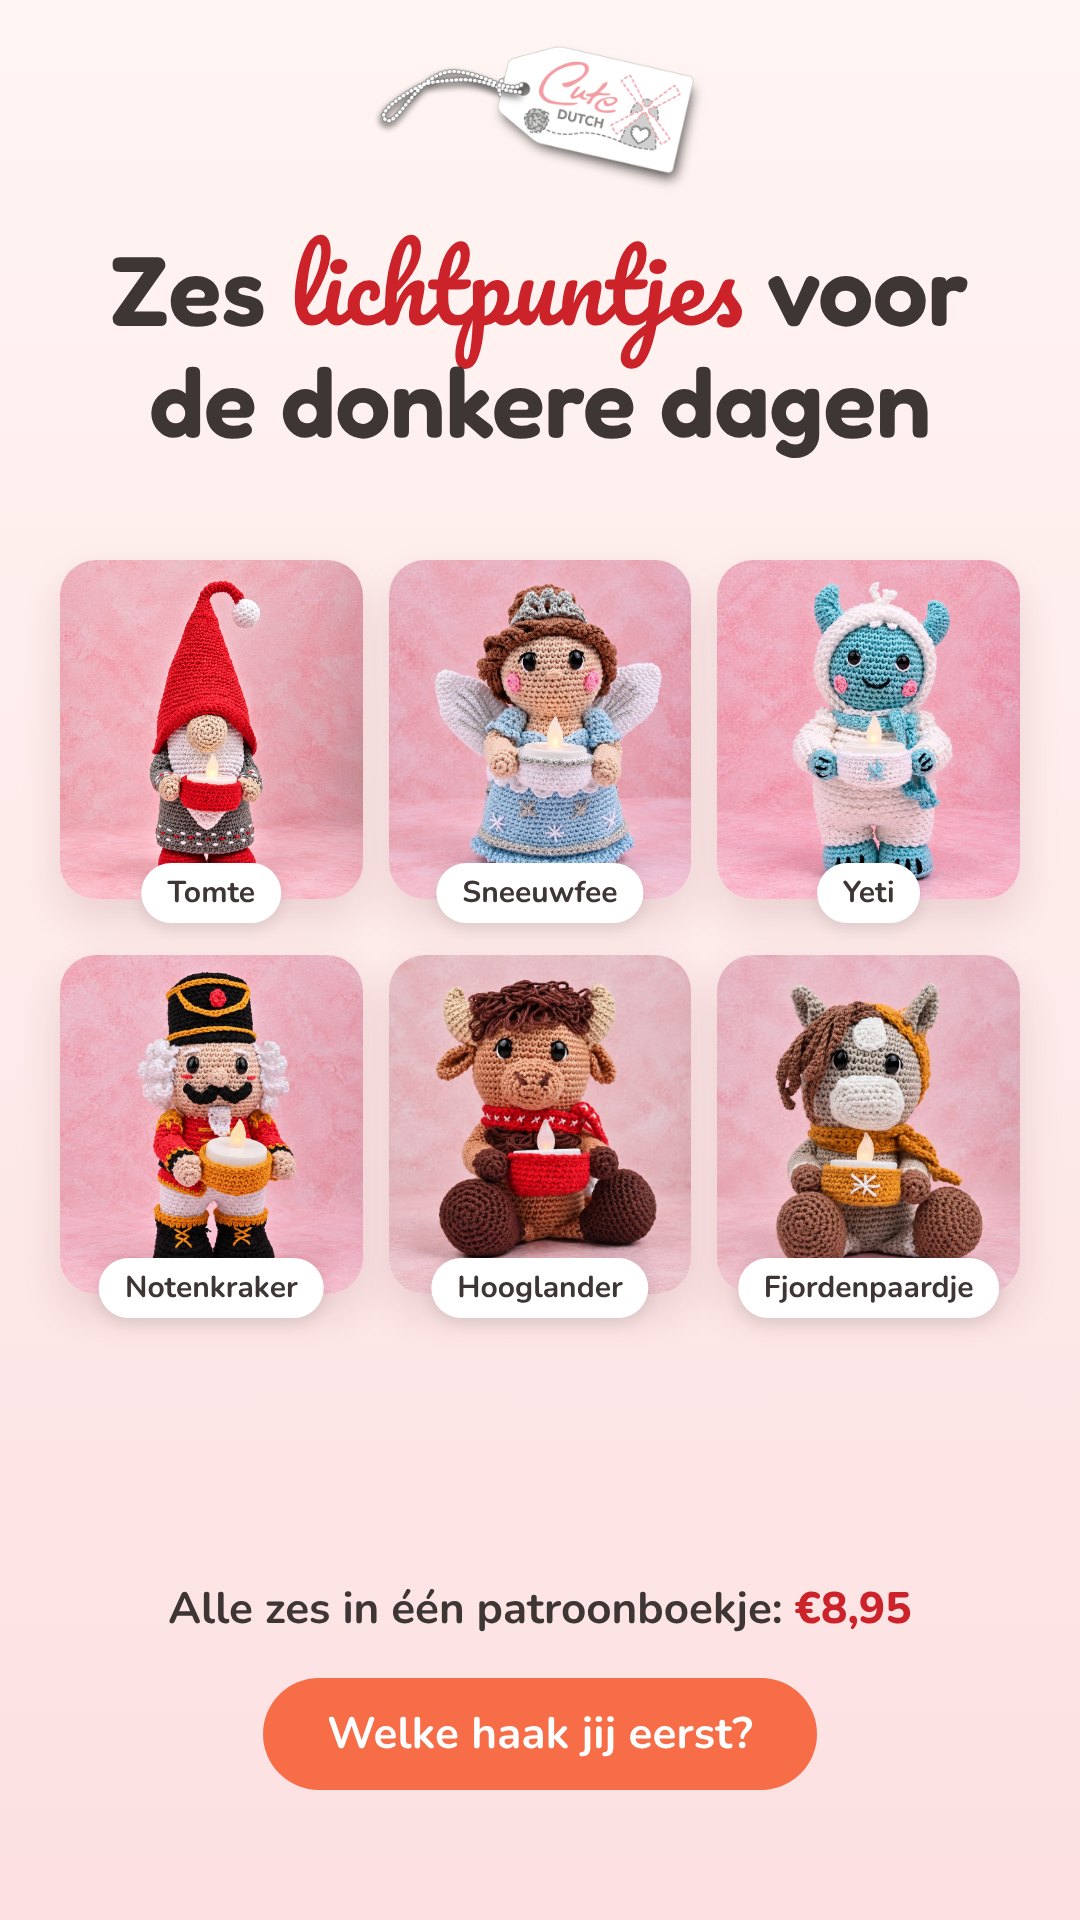 Cute
DUTCH
Zes lichtpuntjes voor
de donkere dagen
Tomte
Sneeuwfee
Yeti
Notenkraker
Hooglander
Fjordenpaardje
Alle zes in één patroonboekje: €8,95
Welke haak jij eerst?